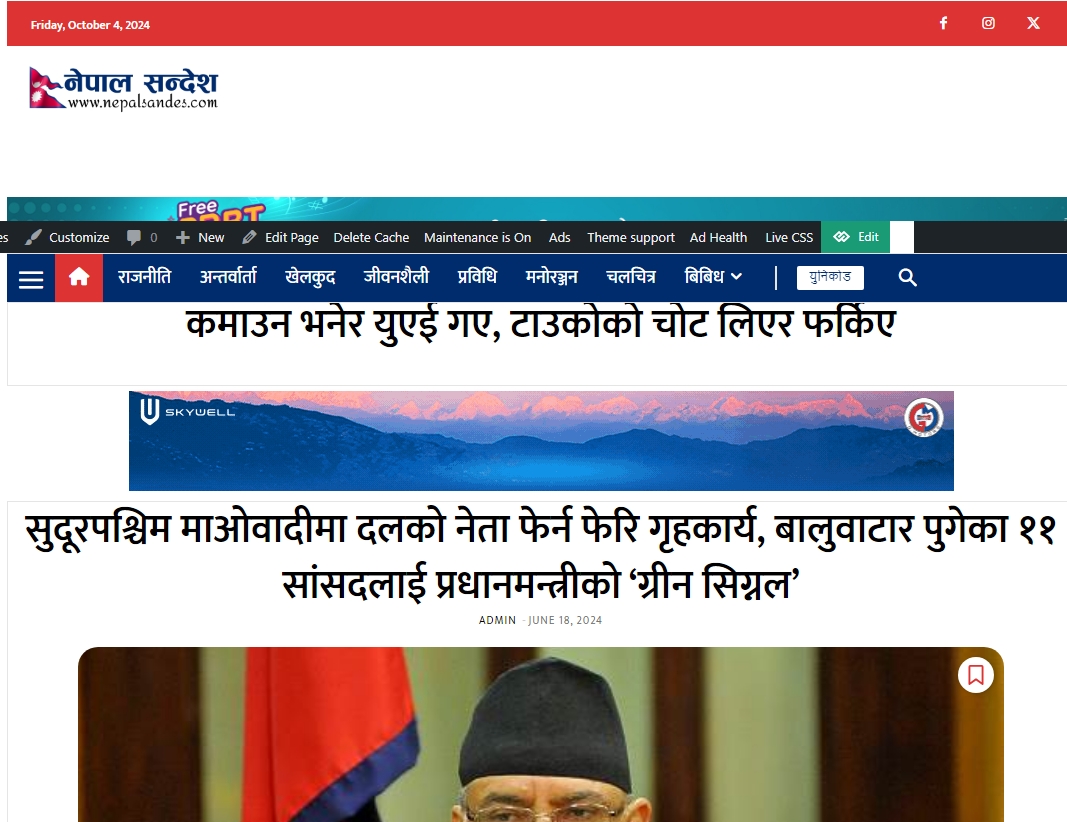 Friday, October 4, 2024
नेपाल सन्देश
www.nepalsandes.com
Free
Customize 0 New Edit Page Delete Cache Maintenance is On Ads Theme support Ad Health Live CSS Edit
राजनीति अन्तर्वार्ता खेलकुद जीवनशैली प्रविधि मनोरञ्जन चलचित्र बिबिध युनिकोड
कमाउन भनेर युएई गए, टाउकोको चोट लिएर फर्किए
SKYWELL
सुदूरपश्चिम माओवादीमा दलको नेता फेर्न फेरि गृहकार्य, बालुवाटार पुगेका ११
सांसदलाई प्रधानमन्त्रीको ‘ग्रीन सिग्नल’
ADMIN - JUNE 18, 2024